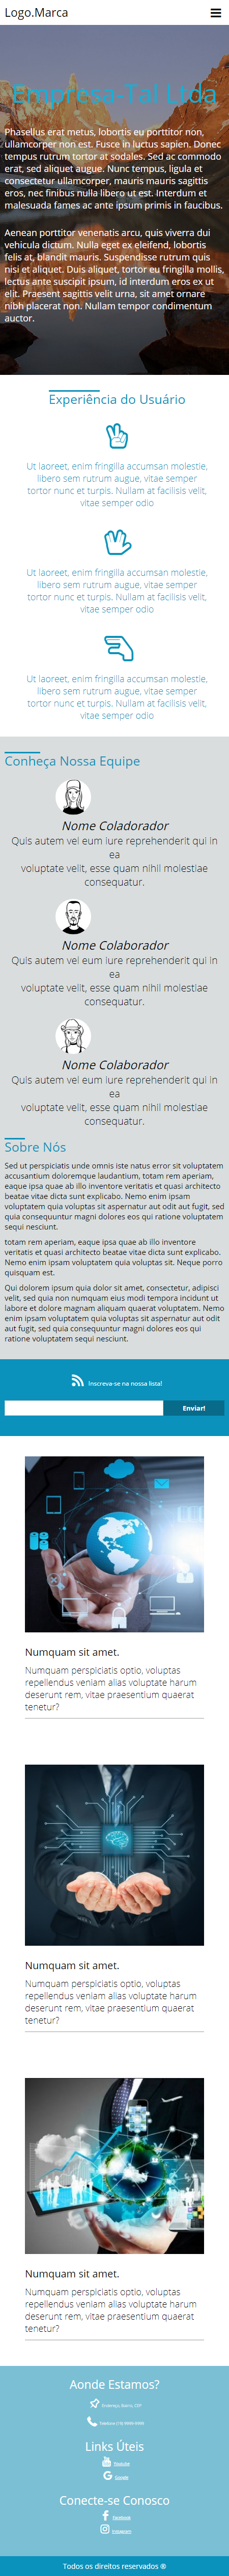 Logo.Marca
Empresa-Tal Ltda
Phasellus erat metus, lobortis eu porttitor non,
ullamcorper non est. Fusce in luctus sapien. Donec
tempus rutrum tortor at sodales. Sed ac commodo
erat, sed aliquet augue. Nunc tempus, ligula et
consectetur ullamcorper, mauris mauris sagittis
eros, nec finibus nulla libero ut est. Interdum et
malesuada fames ac ante ipsum primis in faucibus.
Aenean porttitor venenatis arcu, quis viverra dui
vehicula dictum. Nulla eget ex eleifend, lobortis
felis at, blandit mauris. Suspendisse rutrum quis
nisi et aliquet. Duis aliquet, tortor eu fringilla mollis,
lectus ante suscipit ipsum, id interdum eros ex ut
elit. Praesent sagittis velit urna, sit amet ornare
nibh placerat non. Nullam tempor condimentum
auctor.
Experiência do Usuário
Ut laoreet, enim fringilla accumsan molestie,
libero sem rutrum augue, vitae semper
tortor nunc et turpis. Nullam at facilisis velit,
vitae semper odio
Ut laoreet, enim fringilla accumsan molestie,
libero sem rutrum augue, vitae semper
tortor nunc et turpis. Nullam at facilisis velit,
vitae semper odio
Ut laoreet, enim fringilla accumsan molestie,
libero sem rutrum augue, vitae semper
tortor nunc et turpis. Nullam at facilisis velit,
vitae semper odio
Conheça Nossa Equipe
Nome Coladorador
Quis autem vel eum iure reprehenderit qui in
ea
voluptate velit, esse quam nihil molestiae
consequatur.
Nome Colaborador
Quis autem vel eum iure reprehenderit qui in
ea
voluptate velit, esse quam nihil molestiae
consequatur.
Nome Colaborador
Quis autem vel eum iure reprehenderit qui in
ea
voluptate velit, esse quam nihil molestiae
consequatur.
Sobre Nós
Sed ut perspiciatis unde omnis iste natus error sit voluptatem
accusantium doloremque laudantium, totam rem aperiam,
eaque ipsa quae ab illo inventore veritatis et quasi architecto
beatae vitae dicta sunt explicabo. Nemo enim ipsam
voluptatem quia voluptas sit aspernatur aut odit aut fugit, sed
quia consequuntur magni dolores eos qui ratione voluptatem
sequi nesciunt.
totam rem aperiam, eaque ipsa quae ab illo inventore
veritatis et quasi architecto beatae vitae dicta sunt explicabo.
Nemo enim ipsam voluptatem quia voluptas sit. Neque porro
quisquam est.
Qui dolorem ipsum quia dolor sit amet, consectetur, adipisci
velit, sed quia non numquam eius modi tempora incidunt ut
labore et dolore magnam aliquam quaerat voluptatem. Nemo
enim ipsam voluptatem quia voluptas sit aspernatur aut odit
aut fugit, sed quia consequuntur magni dolores eos qui
ratione voluptatem sequi nesciunt.
Inscreva-se na nossa lista!
Enviar!
Numquam sit amet.
Numquam perspiciatis optio, voluptas
repellendus veniam alias voluptate harum
deserunt rem, vitae praesentium quaerat
tenetur?
Numquam sit amet.
Numquam perspiciatis optio, voluptas
repellendus veniam alias voluptate harum
deserunt rem, vitae praesentium quaerat
tenetur?
Numquam sit amet.
Numquam perspiciatis optio, voluptas
repellendus veniam alias voluptate harum
deserunt rem, vitae praesentium quaerat
tenetur?
Aonde Estamos?
Endereço, Bairro, CEP
Links Úteis
Youtube
Google
Conecte-se Conosco
Facebook
Instagram
Todos os direitos reservados ®